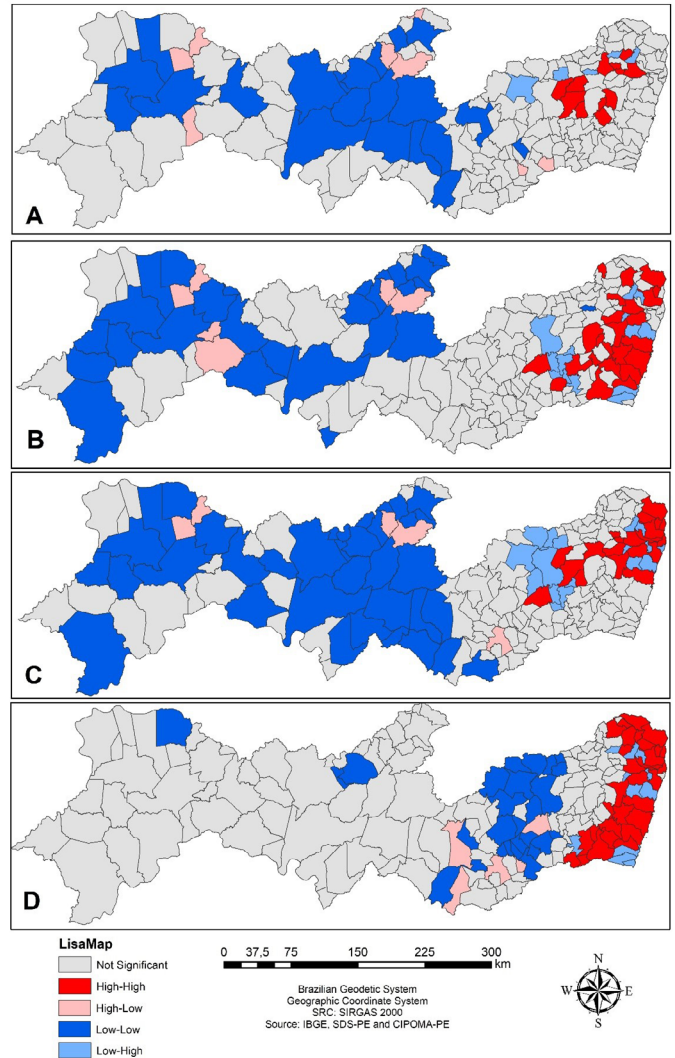 A
B
C
D
LisaMap
Not Significant
High-High
High-Low
Low-Low
Low-High
0 37,5 75 150 225 300
km
Brazilian Geodetic System
Geographic Coordinate System
SRC: SIRGAS 2000
Source: IBGE, SDS-PE and CIPOMA-PE
N
W E
S